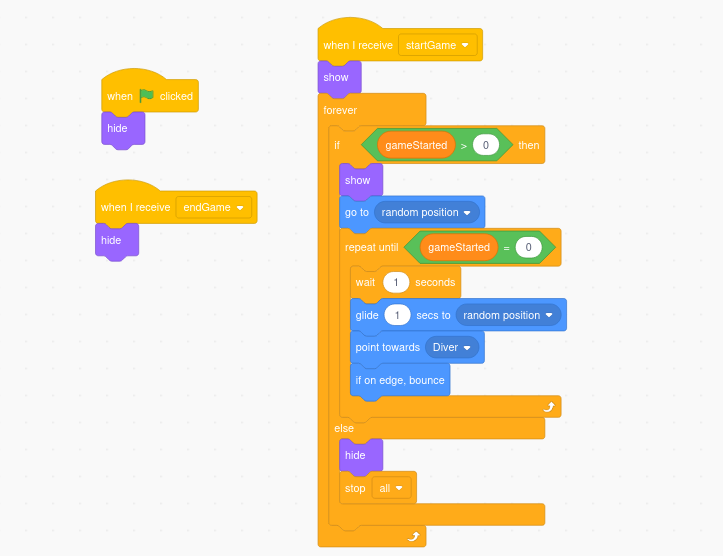 when clicked
hide
when I receive endGame
hide
when I receive startGame
show
forever
if gameStarted > 0 then
show
go to random position
repeat until gameStarted = 0
wait 1 seconds
glide 1 secs to random position
point towards Diver
if on edge, bounce
else
hide
stop all